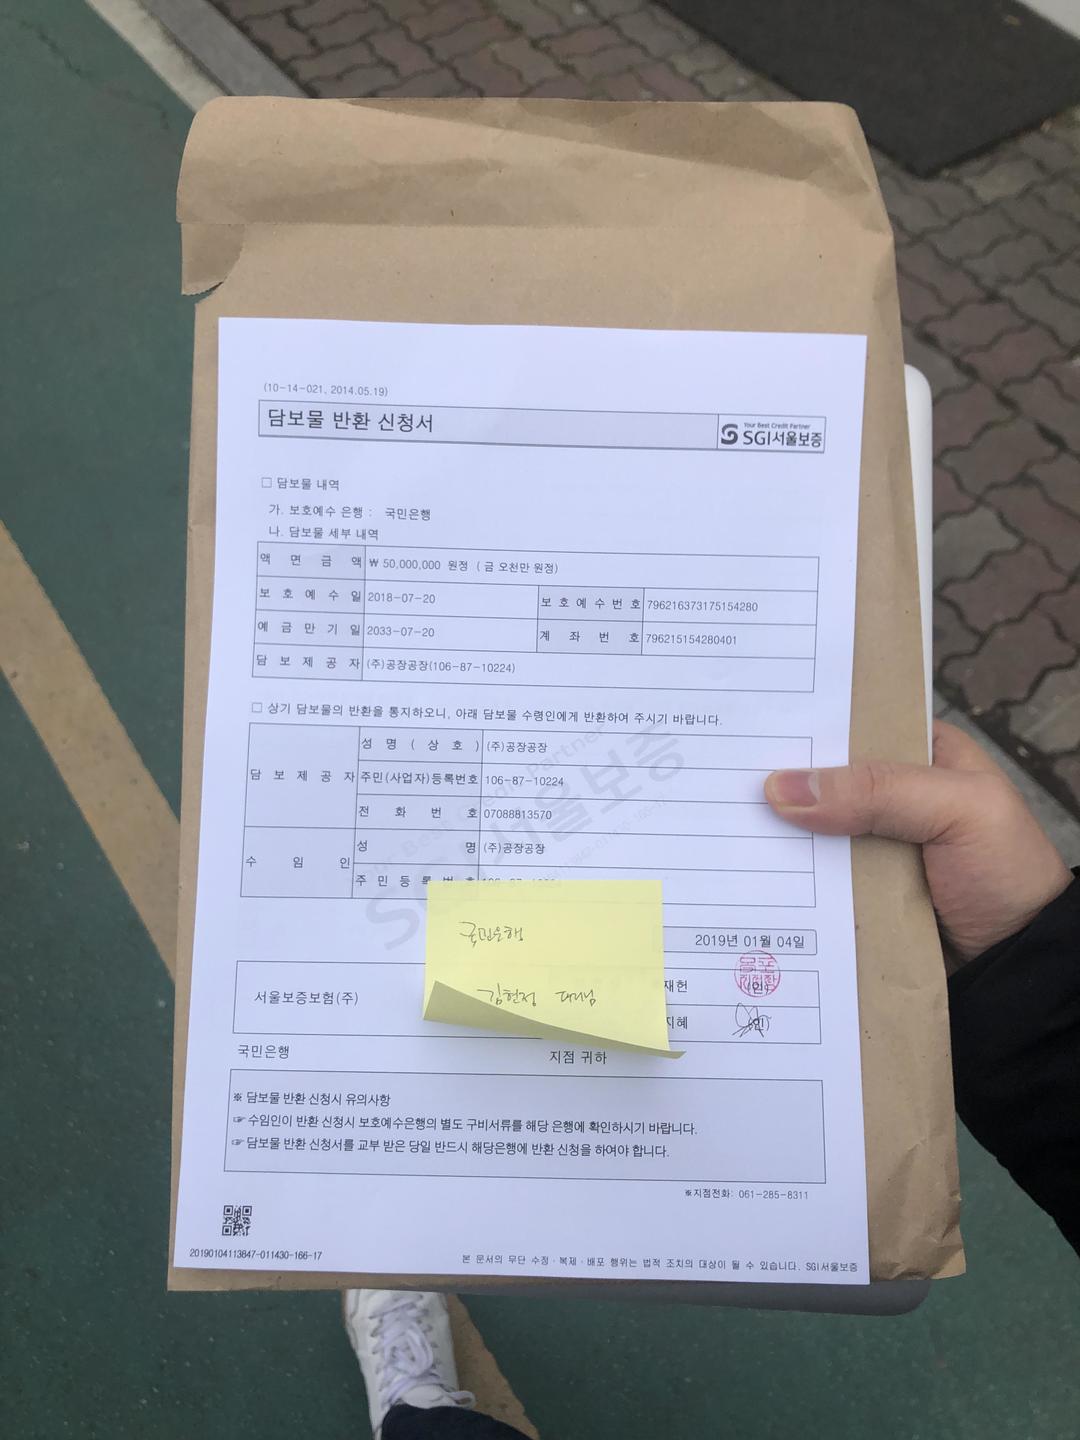 (10-14-021, 2014.05.19)
담보물 반환 신청서
Your Best Credit Partner
SGI서울보증
□ 담보물 내역
가. 보호예수 은행 : 국민은행
나. 담보물 세부 내역
액 면 금 액 ₩ 50,000,000 원정 ( 금 오천만 원정)
보 호 예 수 일 2018-07-20 보 호 예 수 번 호 796216373175154280
예 금 만 기 일 2033-07-20 계 좌 번 호 796215154280401
담 보 제 공 자 (주)공장공장(106-87-10224)
□ 상기 담보물의 반환을 통지하오니, 아래 담보물 수령인에게 반환하여 주시기 바랍니다.
담 보 제 공 자
성 명 ( 상 호 ) (주)공장공장
주민(사업자)등록번호 106-87-10224
전 화 번 호 07088813570
수 임 인
성 명 (주)공장공장
주 민 등 록 번 호
국민은행
김현정 대리님
2019년 01월 04일
서울보증보험(주)
재헌 (인)
지혜 (인)
국민은행 지점 귀하
※ 담보물 반환 신청시 유의사항
☞ 수임인이 반환 신청시 보호예수은행의 별도 구비서류를 해당 은행에 확인하시기 바랍니다.
☞ 담보물 반환 신청서를 교부 받은 당일 반드시 해당은행에 반환 신청을 하여야 합니다.
※지점전화: 061-285-8311
20190104113847-011430-166-17
본 문서의 무단 수정·복제·배포 행위는 법적 조치의 대상이 될 수 있습니다. SGI서울보증